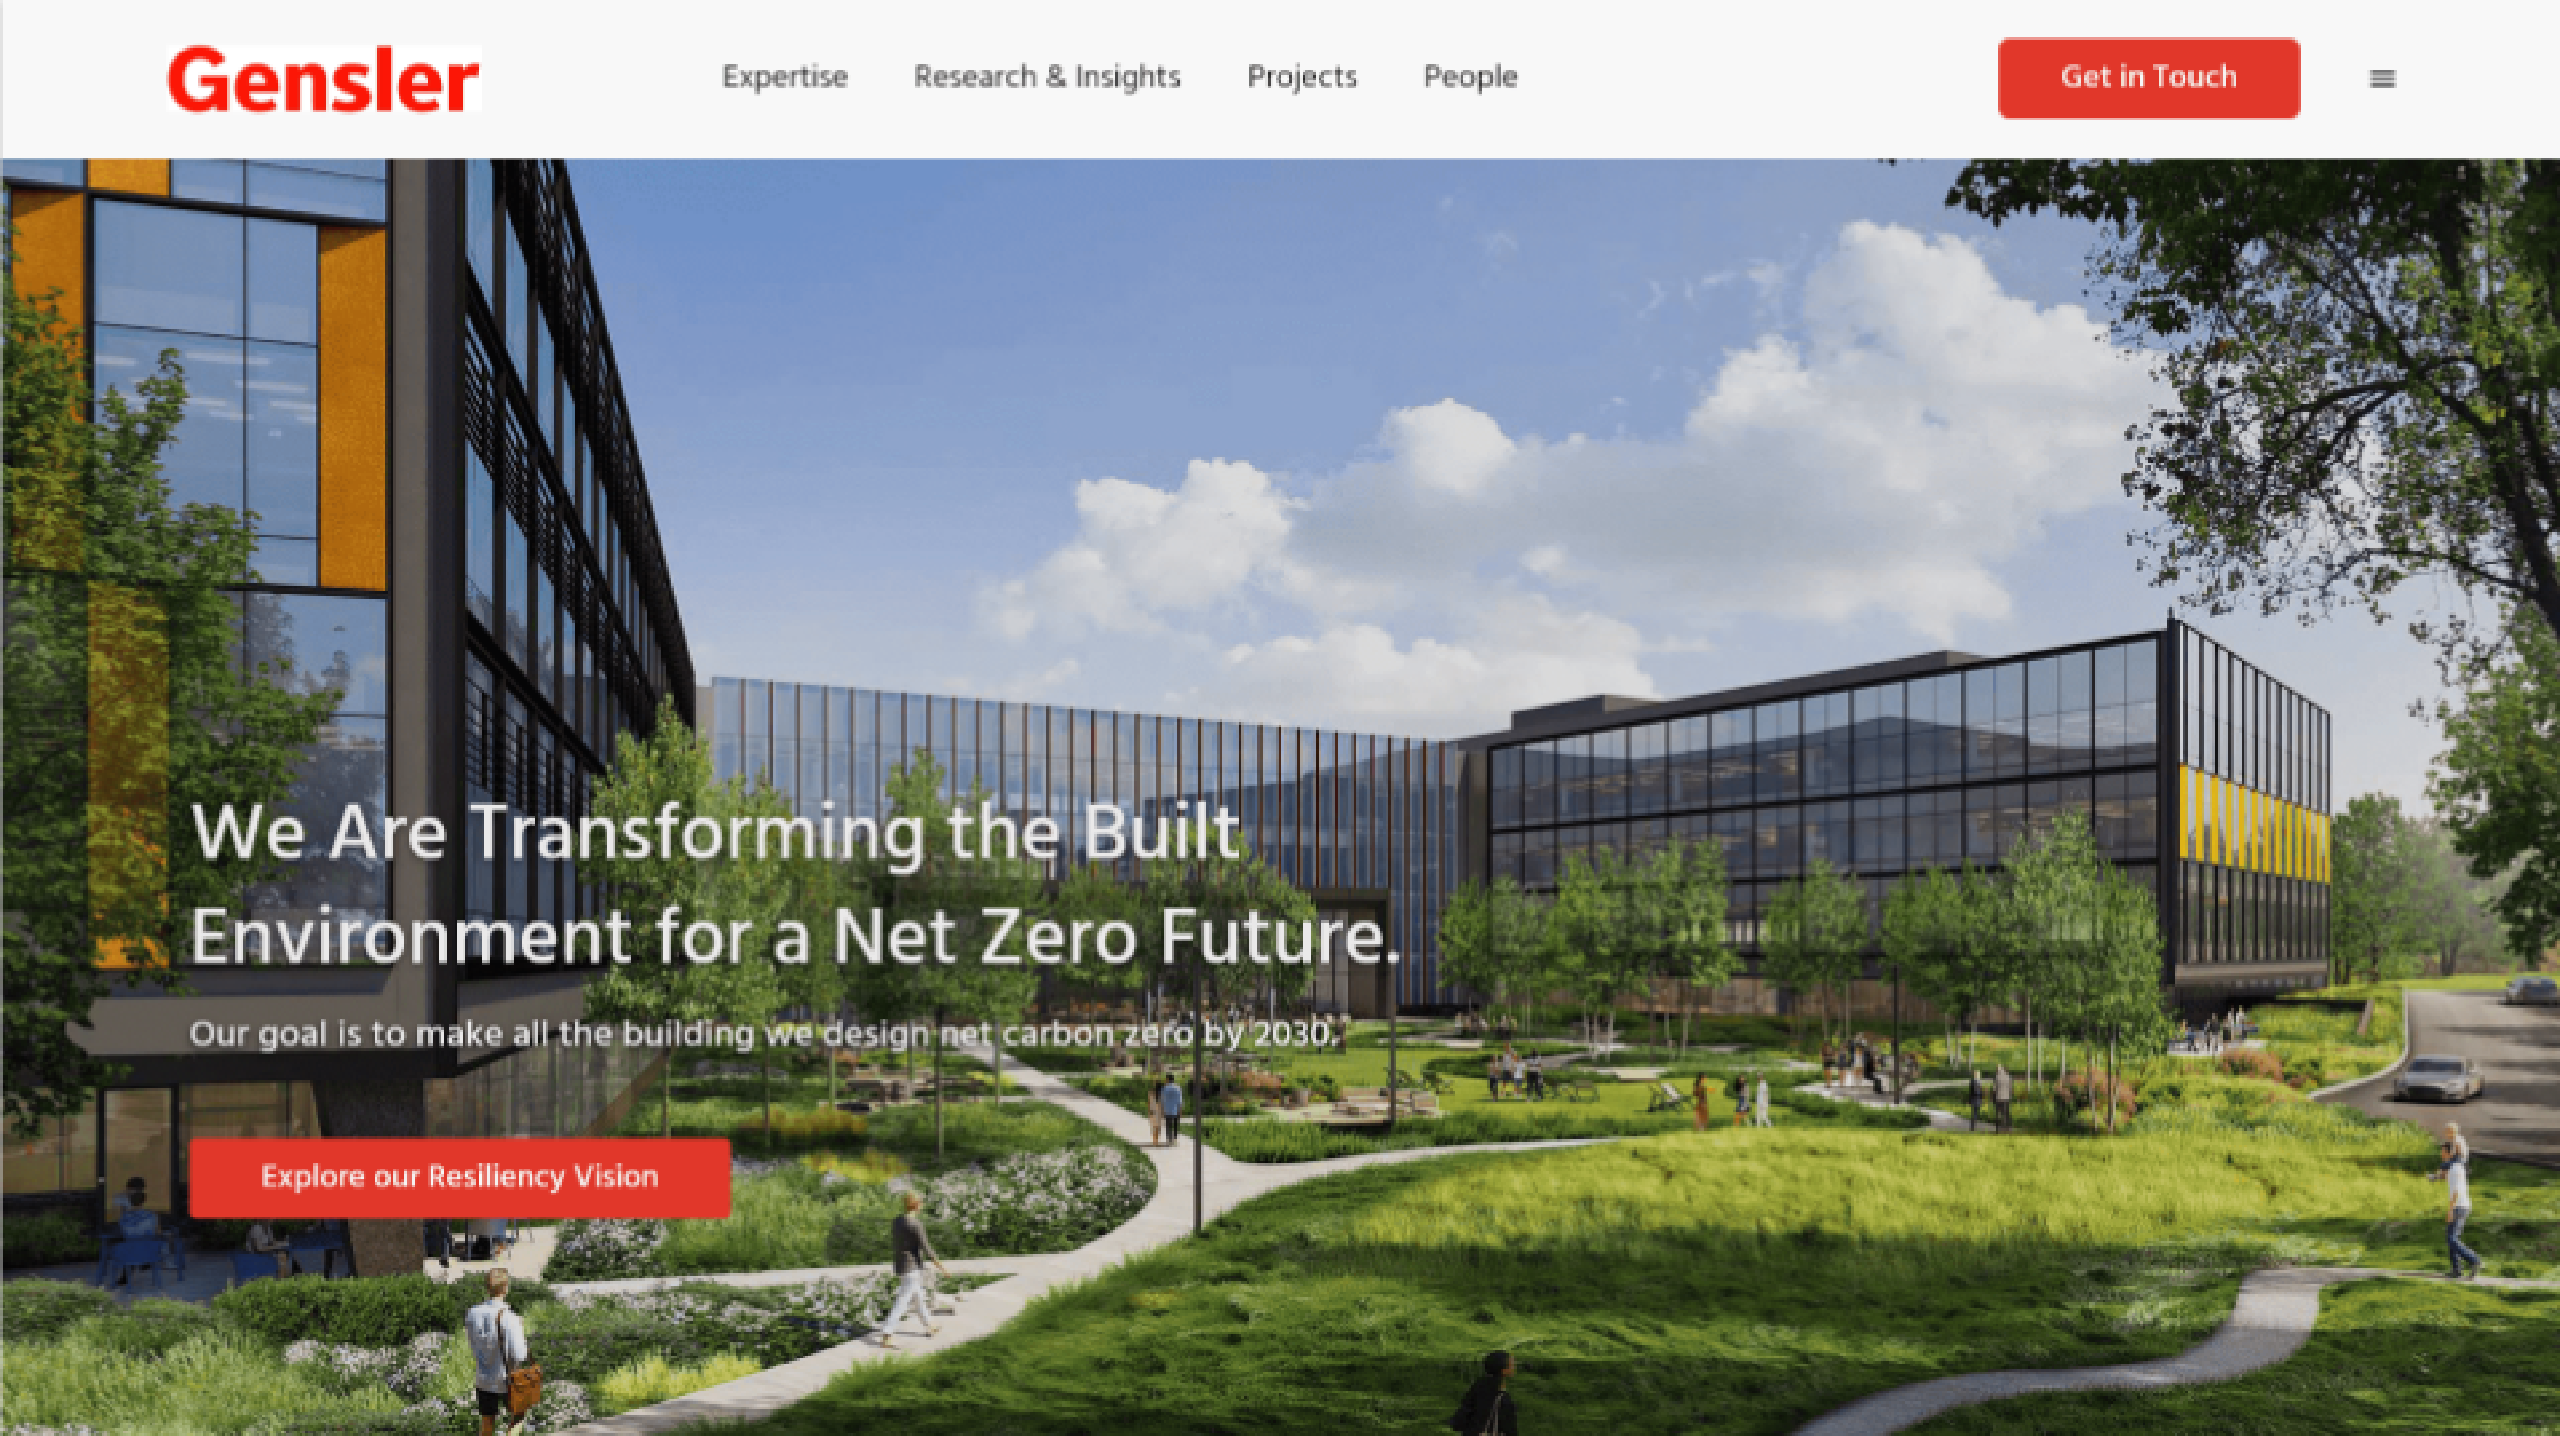 Gensler
Expertise
Research & Insights
Projects
People
Get in Touch
We Are Transforming the Built
Environment for a Net Zero Future.
Our goal is to make all the building we design net carbon zero by 2030.
Explore our Resiliency Vision